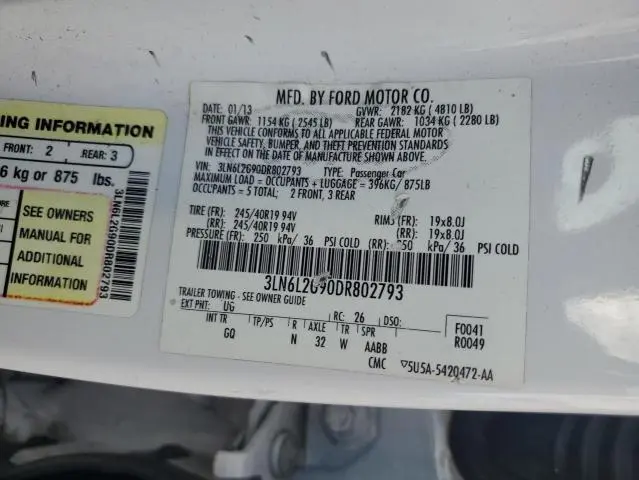 MFD. BY FORD MOTOR CO.
DATE: 01/13 GVWR: 2182 KG ( 4810 LB)
FRONT GAWR: 1154 KG ( 2545 LB) REAR GAWR: 1034 KG ( 2280 LB)
THIS VEHICLE CONFORMS TO ALL APPLICABLE FEDERAL MOTOR
VEHICLE SAFETY, BUMPER, AND THEFT PREVENTION STANDARDS
IN EFFECT ON THE DATE OF MANUFACTURE SHOWN ABOVE.
VIN: 3LN6L2G90DR802793 TYPE: Passenger Car
MAXIMUM LOAD = OCCUPANTS + LUGGAGE = 396KG/ 875LB
OCCUPANTS = 5 TOTAL; 2 FRONT, 3 REAR
TIRE (FR): 245/40R19 94V RIMS (FR): 19x8.0J
(RR): 245/40R19 94V (RR): 19x8.0J
PRESSURE (FR): 250 kPa/ 36 PSI COLD (RR): 250 kPa/ 36 PSI COLD
3LN6L2G90DR802793
TRAILER TOWING - SEE OWNER GUIDE
EXT PNT: UG RC: 26 DSO: F0041
INT TR TP/PS R AXLE TR SPR R0049
GQ N 32 W AABB
CMC 5U5A-5420472-AA
ING INFORMATION
FRONT: 2 REAR: 3
6 kg or 875 lbs.
SEE OWNERS
MANUAL FOR
ADDITIONAL
INFORMATION
3LN6L2G90DR802793